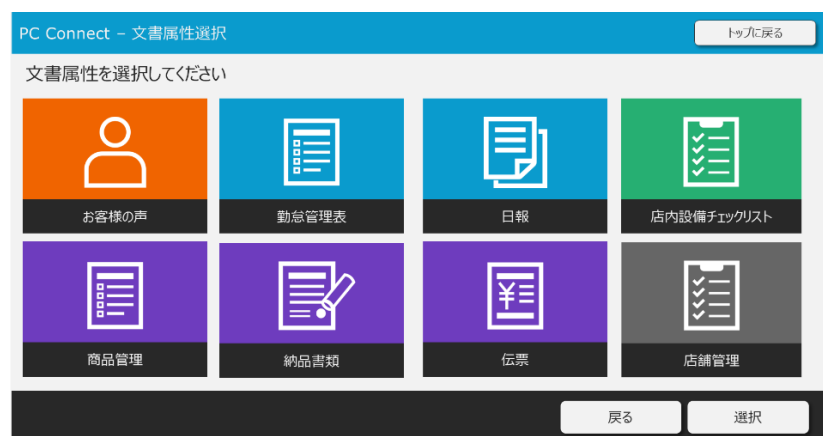 PC Connect – 文書属性選択
トップに戻る
文書属性を選択してください
お客様の声
勤怠管理表
日報
店内設備チェックリスト
商品管理
納品書類
¥
伝票
店舗管理
戻る
選択